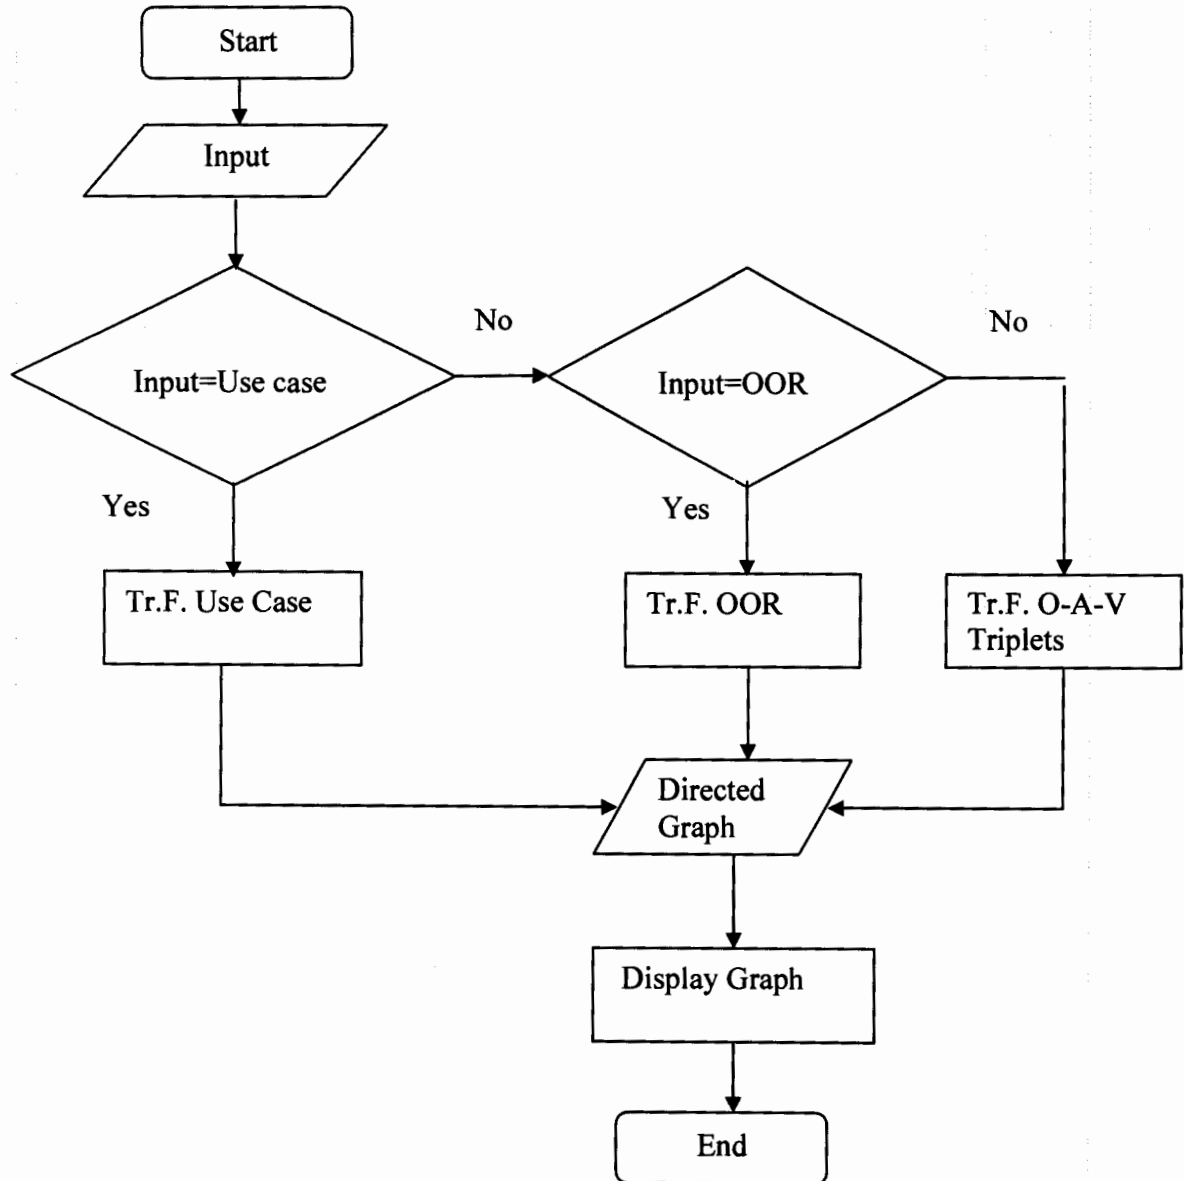 Start
Input
No
No
Input=Use case
Input=OOR
Yes
Yes
Tr.F. Use Case
Tr.F. OOR
Tr.F. O-A-V
Triplets
Directed
Graph
Display Graph
End